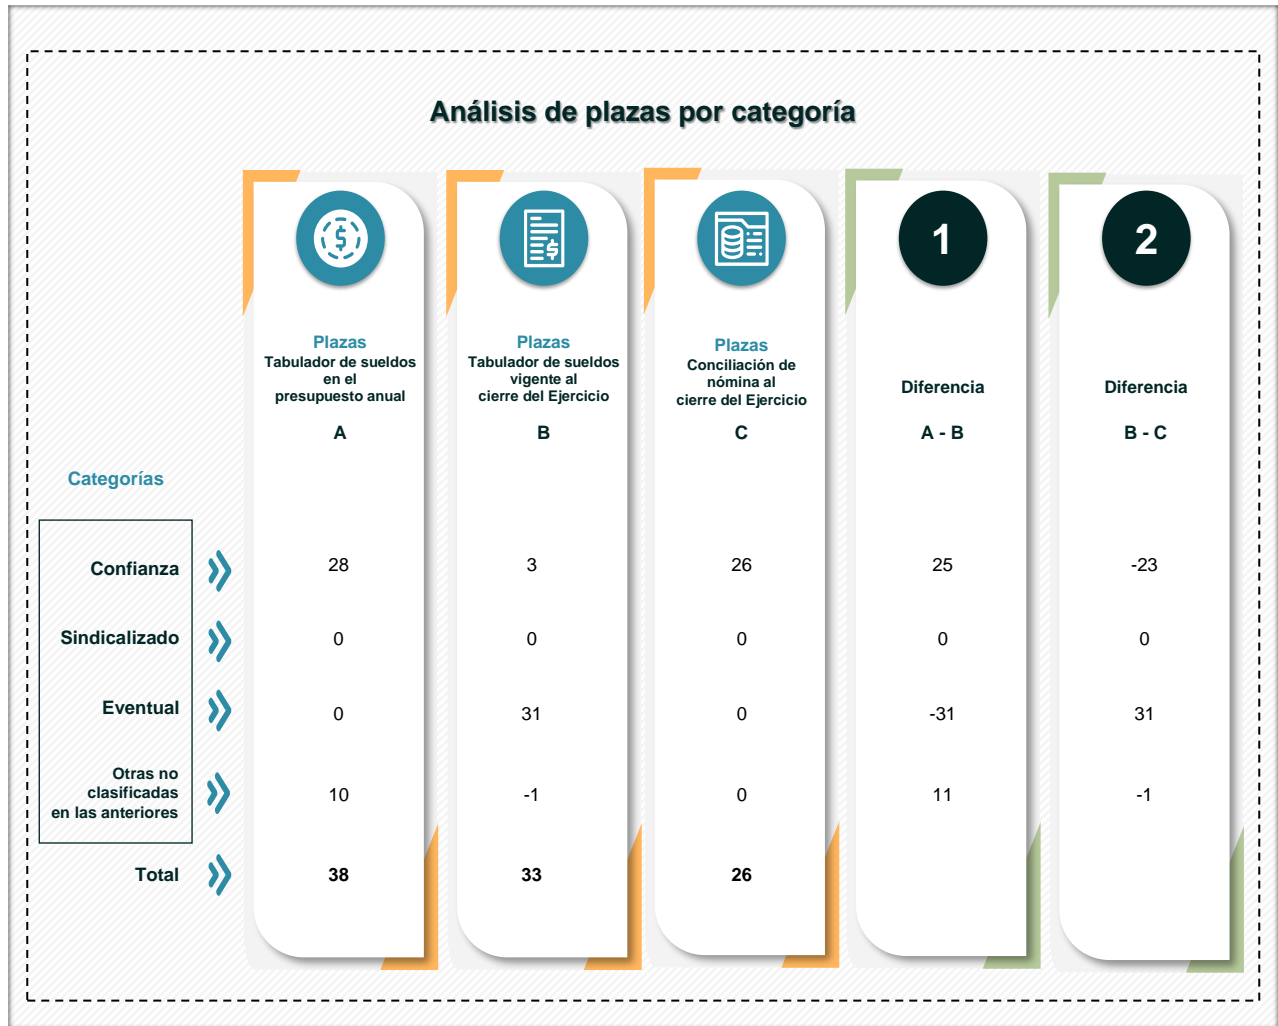 Análisis de plazas por categoría
1
2
Plazas
Tabulador de sueldos
en el
presupuesto anual
A
Plazas
Tabulador de sueldos
vigente al
cierre del Ejercicio
B
Plazas
Conciliación de
nómina al
cierre del Ejercicio
C
Diferencia
A - B
Diferencia
B - C
Categorías
Confianza 28 3 26 25 -23
Sindicalizado 0 0 0 0 0
Eventual 0 31 0 -31 31
Otras no
clasificadas
en las anteriores 10 -1 0 11 -1
Total 38 33 26